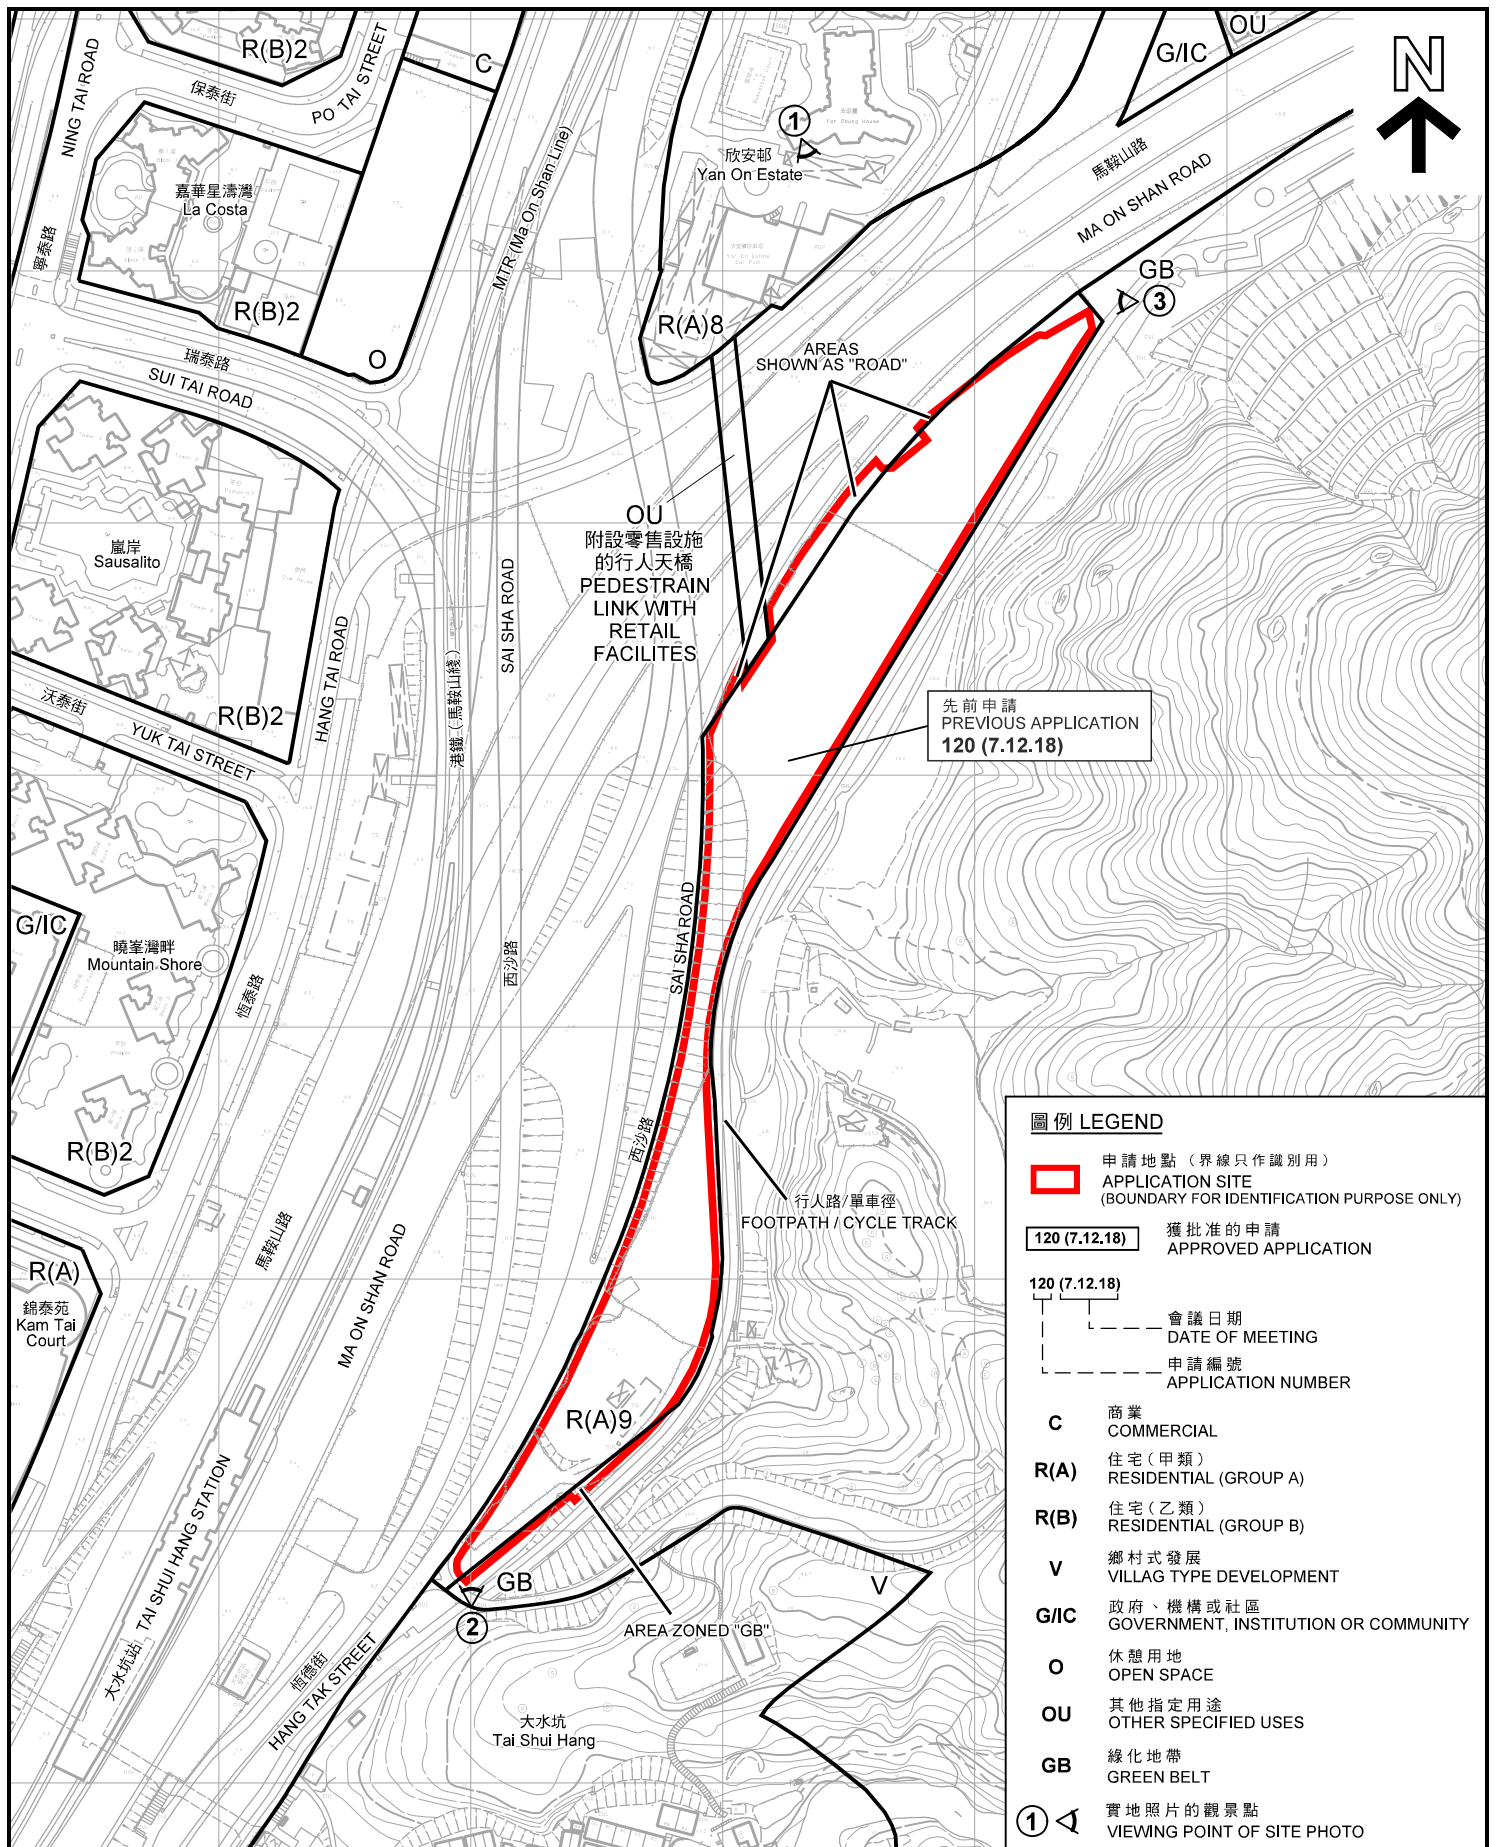 R(B)2
C
OU
G/IC
N
NING TAI ROAD
保泰街
PO TAI STREET
MTR (Ma On Shan Line)
1
欣安邨
Yan On Estate
Yan Chung House
馬鞍山路
MA ON SHAN ROAD
嘉華星濤灣
La Costa
寧泰路
R(B)2
O
R(A)8
GB
3
瑞泰路
SUI TAI ROAD
AREAS
SHOWN AS "ROAD"
嵐岸
Sausalito
OU
附設零售設施
的行人天橋
PEDESTRAIN
LINK WITH
RETAIL
FACILITES
SAI SHA ROAD
HANG TAI ROAD
港鐵 (馬鞍山綫)
沃泰街
YUK TAI STREET
R(B)2
先前申請
PREVIOUS APPLICATION
120 (7.12.18)
G/IC
曉峯灣畔
Mountain Shore
恆泰路
西沙路
SAI SHA ROAD
西沙路
R(B)2
行人路/單車徑
FOOTPATH / CYCLE TRACK
馬鞍山路
MA ON SHAN ROAD
R(A)
錦泰苑
Kam Tai
Court
R(A)9
大水坑站 TAI SHUI HANG STATION
GB
2
AREA ZONED "GB"
V
恆德街
HANG TAK STREET
大水坑
Tai Shui Hang
圖例 LEGEND
申請地點 (界線只作識別用)
APPLICATION SITE
(BOUNDARY FOR IDENTIFICATION PURPOSE ONLY)
120 (7.12.18)
獲批准的申請
APPROVED APPLICATION
120 (7.12.18)
會議日期
DATE OF MEETING
申請編號
APPLICATION NUMBER
C
商業
COMMERCIAL
R(A)
住宅(甲類)
RESIDENTIAL (GROUP A)
R(B)
住宅(乙類)
RESIDENTIAL (GROUP B)
V
鄉村式發展
VILLAG TYPE DEVELOPMENT
G/IC
政府、機構或社區
GOVERNMENT, INSTITUTION OR COMMUNITY
O
休憩用地
OPEN SPACE
OU
其他指定用途
OTHER SPECIFIED USES
GB
綠化地帶
GREEN BELT
1
實地照片的觀景點
VIEWING POINT OF SITE PHOTO